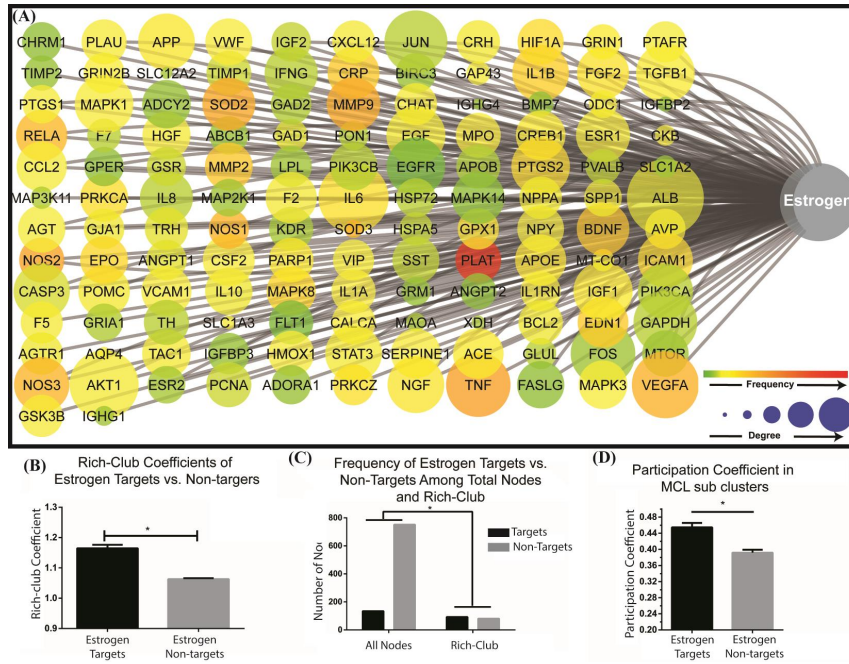 (A)
CHRM1 PLAU APP VWF IGF2 CXCL12 JUN CRH HIF1A GRIN1 PTAFR
TIMP2 GRIN2B SLC12A2 TIMP1 IFNG CRP BIRC3 GAP43 IL1B FGF2 TGFB1
PTGS1 MAPK1 ADCY2 SOD2 GAD2 MMP9 CHAT IGHG4 BMP7 ODC1 IGFBP2
RELA F7 HGF ABCB1 GAD1 PON1 EGF MPO CREB1 ESR1 CKB
CCL2 GPER GSR MMP2 LPL PIK3CB EGFR APOB PTGS2 PVALB SLC1A2
MAP3K11 PRKCA IL8 MAP2K1 F2 IL6 HSP72 MAPK14 NPPA SPP1 ALB
Estrogen
AGT GJA1 TRH NOS1 KDR SOD3 HSPA5 GPX1 NPY BDNF AVP
NOS2 EPO ANGPT1 CSF2 PARP1 VIP SST PLAT APOE MT-CO1 ICAM1
CASP3 POMC VCAM1 IL10 MAPK8 IL1A GRM1 ANGPT2 IL1RN IGF1 PIK3CA
F5 GRIA1 TH SLC1A3 FLT1 CALCA MAOA XDH BCL2 EDN1 GAPDH
AGTR1 AQP4 TAC1 IGFBP3 HMOX1 STAT3 SERPINE1 ACE GLUL FOS MTOR
NOS3 AKT1 ESR2 PCNA ADORA1 PRKCZ NGF TNF FASLG MAPK3 VEGFA
GSK3B IGHG1
Frequency
Degree
(B)
Rich-Club Coefficients of
Estrogen Targets vs. Non-targers
Rich-club Coefficient
1.3
1.2
1.1
1.0
0.9
*
Estrogen
Targets
Estrogen
Non-targets
(C)
Frequency of Estrogen Targets vs.
Non-Targets Among Total Nodes
and Rich-Club
Number of Noi
800
600
400
200
0
*
Targets
Non-Targets
All Nodes
Rich-Club
(D)
Participation Coefficient in
MCL sub clusters
Participation Coefficient
0.48
0.44
0.40
0.36
0.32
0.28
0.24
0.20
*
Estrogen
Targets
Estrogen
Non-targets